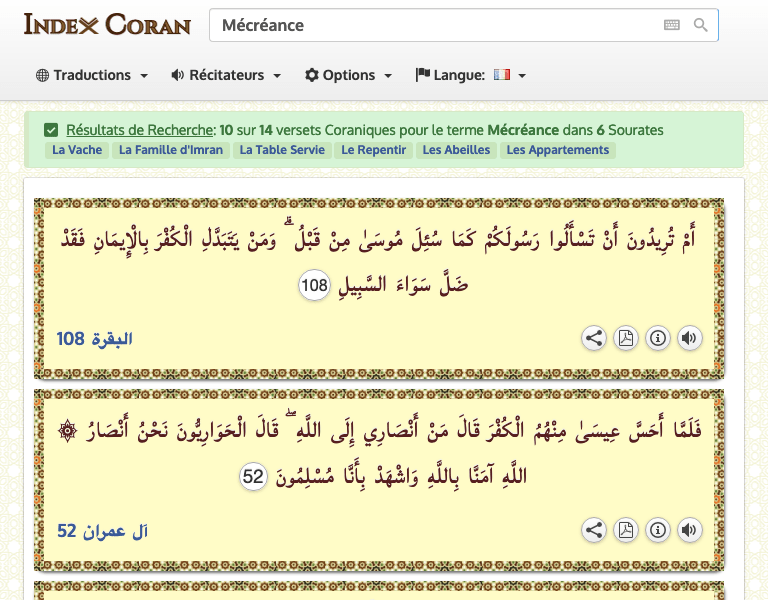 Index Coran
Mécréance
Traductions
Récitateurs
Options
Langue:
Résultats de Recherche: 10 sur 14 versets Coraniques pour le terme Mécréance dans 6 Sourates
La Vache La Famille d'Imran La Table Servie Le Repentir Les Abeilles Les Appartements
أَمْ تُرِيدُونَ أَنْ تَسْأَلُوا رَسُولَكُمْ كَمَا سُئِلَ مُوسَىٰ مِنْ قَبْلُ ۗ وَمَنْ يَتَبَدَّلِ الْكُفْرَ بِالْإِيمَانِ فَقَدْ
ضَلَّ سَوَاءَ السَّبِيلِ 108
البقرة 108
فَلَمَّا أَحَسَّ عِيسَىٰ مِنْهُمُ الْكُفْرَ قَالَ مَنْ أَنْصَارِي إِلَى اللَّهِ ۖ قَالَ الْحَوَارِيُّونَ نَحْنُ أَنْصَارُ ۞
اللَّهِ آمَنَّا بِاللَّهِ وَاشْهَدْ بِأَنَّا مُسْلِمُونَ 52
آل عمران 52